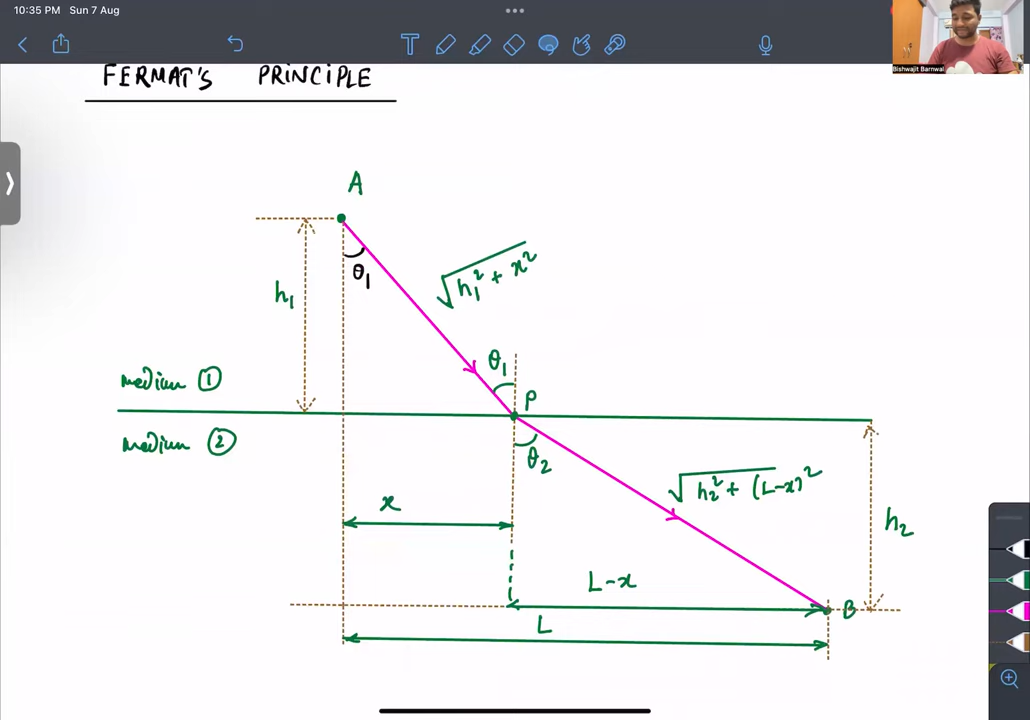 10:35 PM Sun 7 Aug
T
Bishwajit Barnwal
FERMAT'S PRINCIPLE
A
θ₁
√h₁² + x²
h₁
θ₁
medium ①
P
medium ②
θ₂
√h₂² + (L-x)²
x
h₂
L-x
B
L